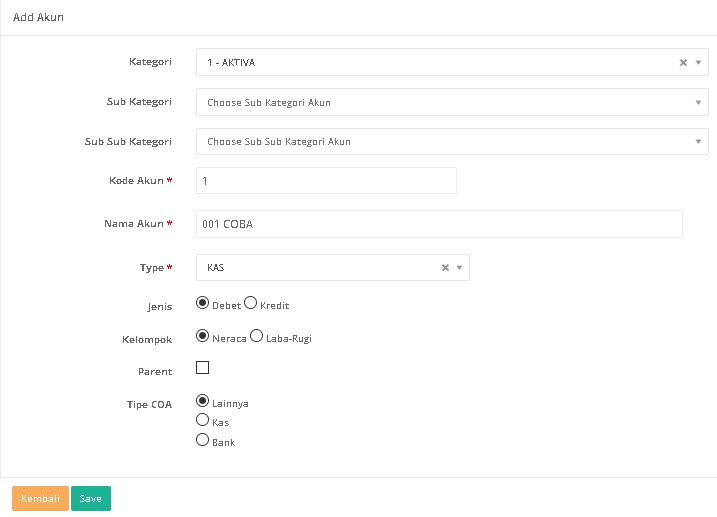 Add Akun
Kategori 1 - AKTIVA
Sub Kategori Choose Sub Kategori Akun
Sub Sub Kategori Choose Sub Sub Kategori Akun
Kode Akun * 1
Nama Akun * 001 COBA
Type * KAS
Jenis Debet Kredit
Kelompok Neraca Laba-Rugi
Parent
Tipe COA Lainnya
Kas
Bank
Kembali Save